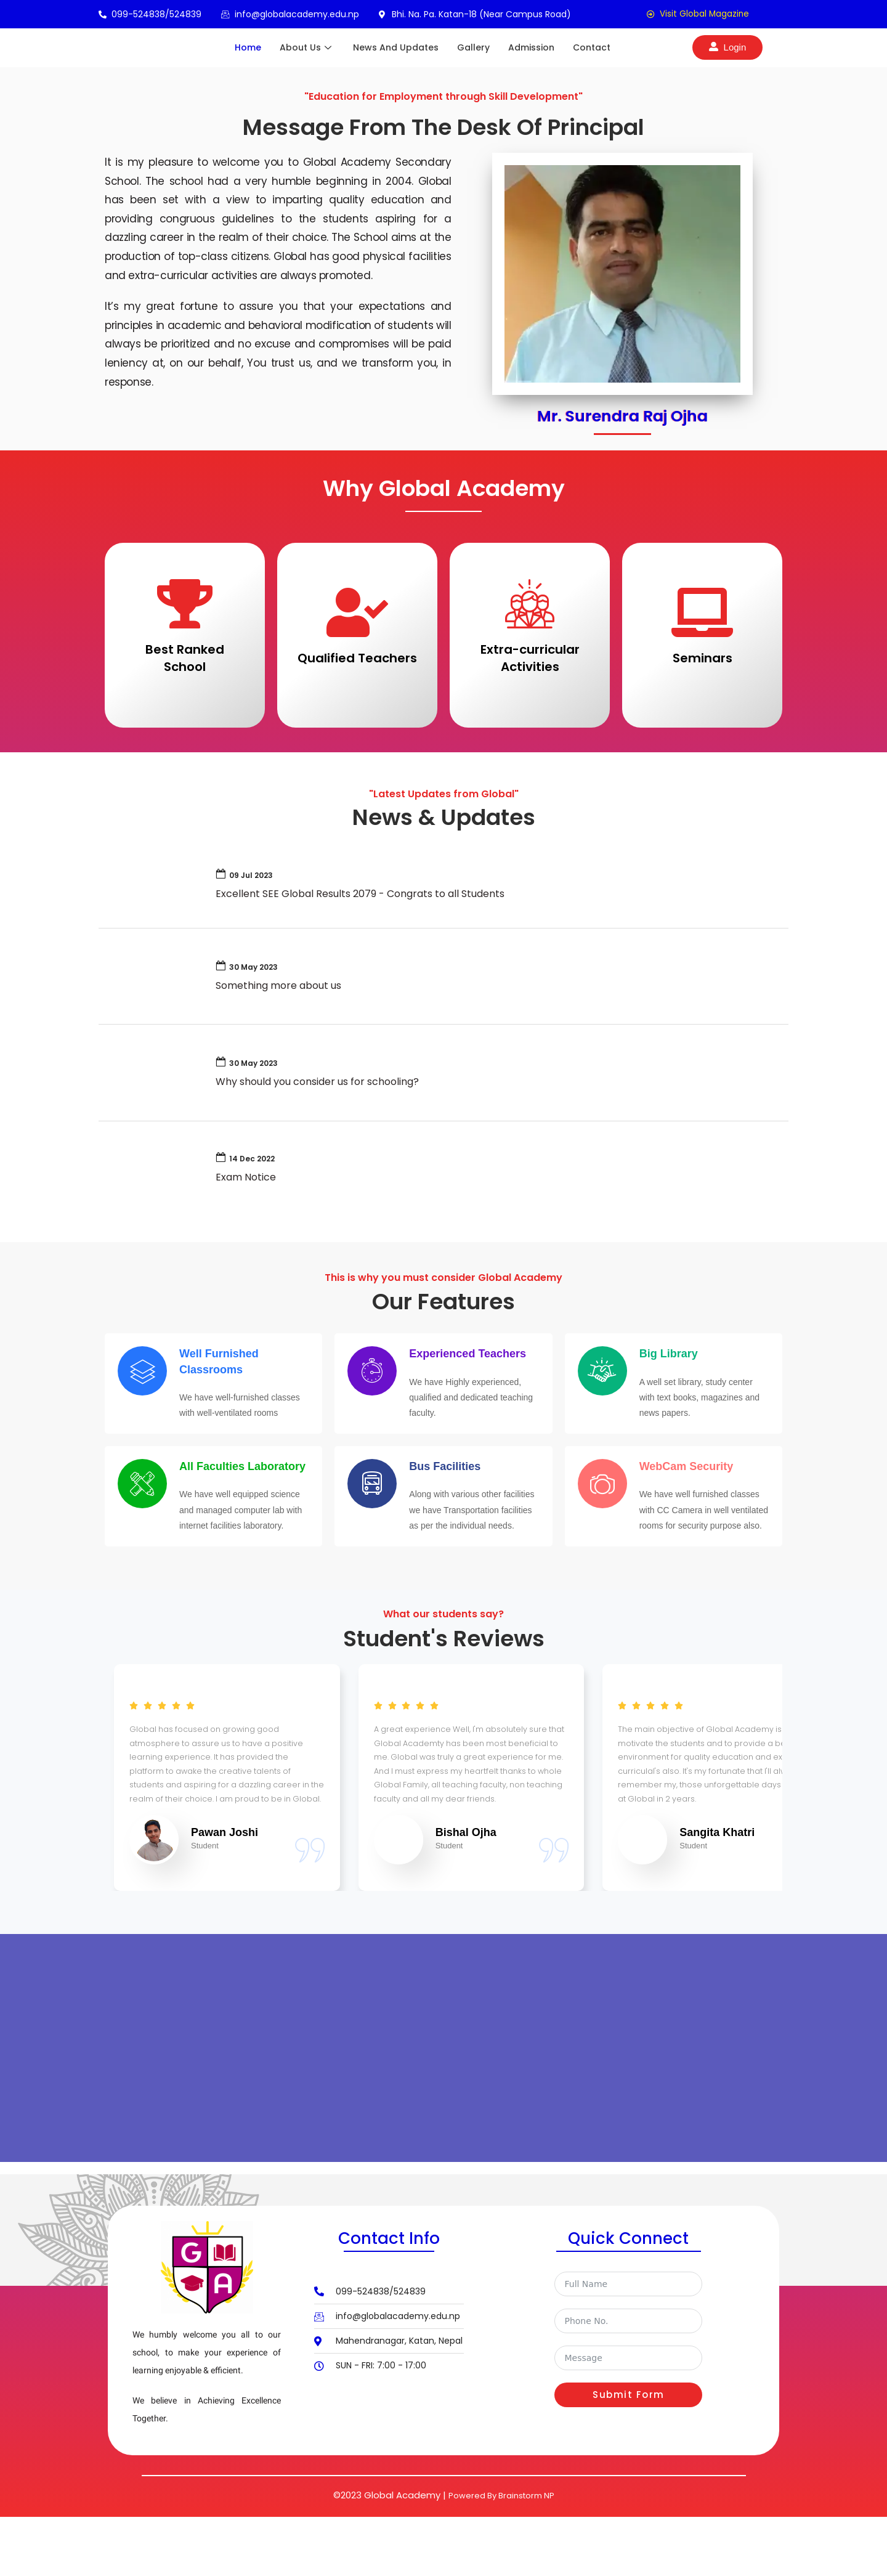 099-524838/524839
info@globalacademy.edu.np
Bhi. Na. Pa. Katan-18 (Near Campus Road)
Visit Global Magazine
Home
About Us
News And Updates
Gallery
Admission
Contact
Login
"Education for Employment through Skill Development"
Message From The Desk Of Principal
It is my pleasure to welcome you to Global Academy Secondary
School. The school had a very humble beginning in 2004. Global
has been set with a view to imparting quality education and
providing congruous guidelines to the students aspiring for a
dazzling career in the realm of their choice. The School aims at the
production of top-class citizens. Global has good physical facilities
and extra-curricular activities are always promoted.
It's my great fortune to assure you that your expectations and
principles in academic and behavioral modification of students will
always be prioritized and no excuse and compromises will be paid
leniency at, on our behalf, You trust us, and we transform you, in
response.
Mr. Surendra Raj Ojha
Why Global Academy
Best Ranked
School
Qualified Teachers
Extra-curricular
Activities
Seminars
"Latest Updates from Global"
News & Updates
09 Jul 2023
Excellent SEE Global Results 2079 - Congrats to all Students
30 May 2023
Something more about us
30 May 2023
Why should you consider us for schooling?
14 Dec 2022
Exam Notice
This is why you must consider Global Academy
Our Features
Well Furnished
Classrooms
We have well-furnished classes
with well-ventilated rooms
Experienced Teachers
We have Highly experienced,
qualified and dedicated teaching
faculty.
Big Library
A well set library, study center
with text books, magazines and
news papers.
All Faculties Laboratory
We have well equipped science
and managed computer lab with
internet facilities laboratory.
Bus Facilities
Along with various other facilities
we have Transportation facilities
as per the individual needs.
WebCam Security
We have well furnished classes
with CC Camera in well ventilated
rooms for security purpose also.
What our students say?
Student's Reviews
Global has focused on growing good
atmosphere to assure us to have a positive
learning experience. It has provided the
platform to awake the creative talents of
students and aspiring for a dazzling career in the
realm of their choice. I am proud to be in Global.
Pawan Joshi
Student
A great experience Well, I'm absolutely sure that
Global Academty has been most beneficial to
me. Global was truly a great experience for me.
And I must express my heartfelt thanks to whole
Global Family, all teaching faculty, non teaching
faculty and all my dear friends.
Bishal Ojha
Student
The main objective of Global Academy is
motivate the students and to provide a be
environment for quality education and ex
curriculal's also. It's my fortunate that I'll al
remember my, those unforgettable days
at Global in 2 years.
Sangita Khatri
Student
G
A
We humbly welcome you all to our
school, to make your experience of
learning enjoyable & efficient.
We believe in Achieving Excellence
Together.
Contact Info
099-524838/524839
info@globalacademy.edu.np
Mahendranagar, Katan, Nepal
SUN - FRI: 7:00 - 17:00
Quick Connect
Full Name
Phone No.
Message
Submit Form
©2023 Global Academy | Powered By Brainstorm NP